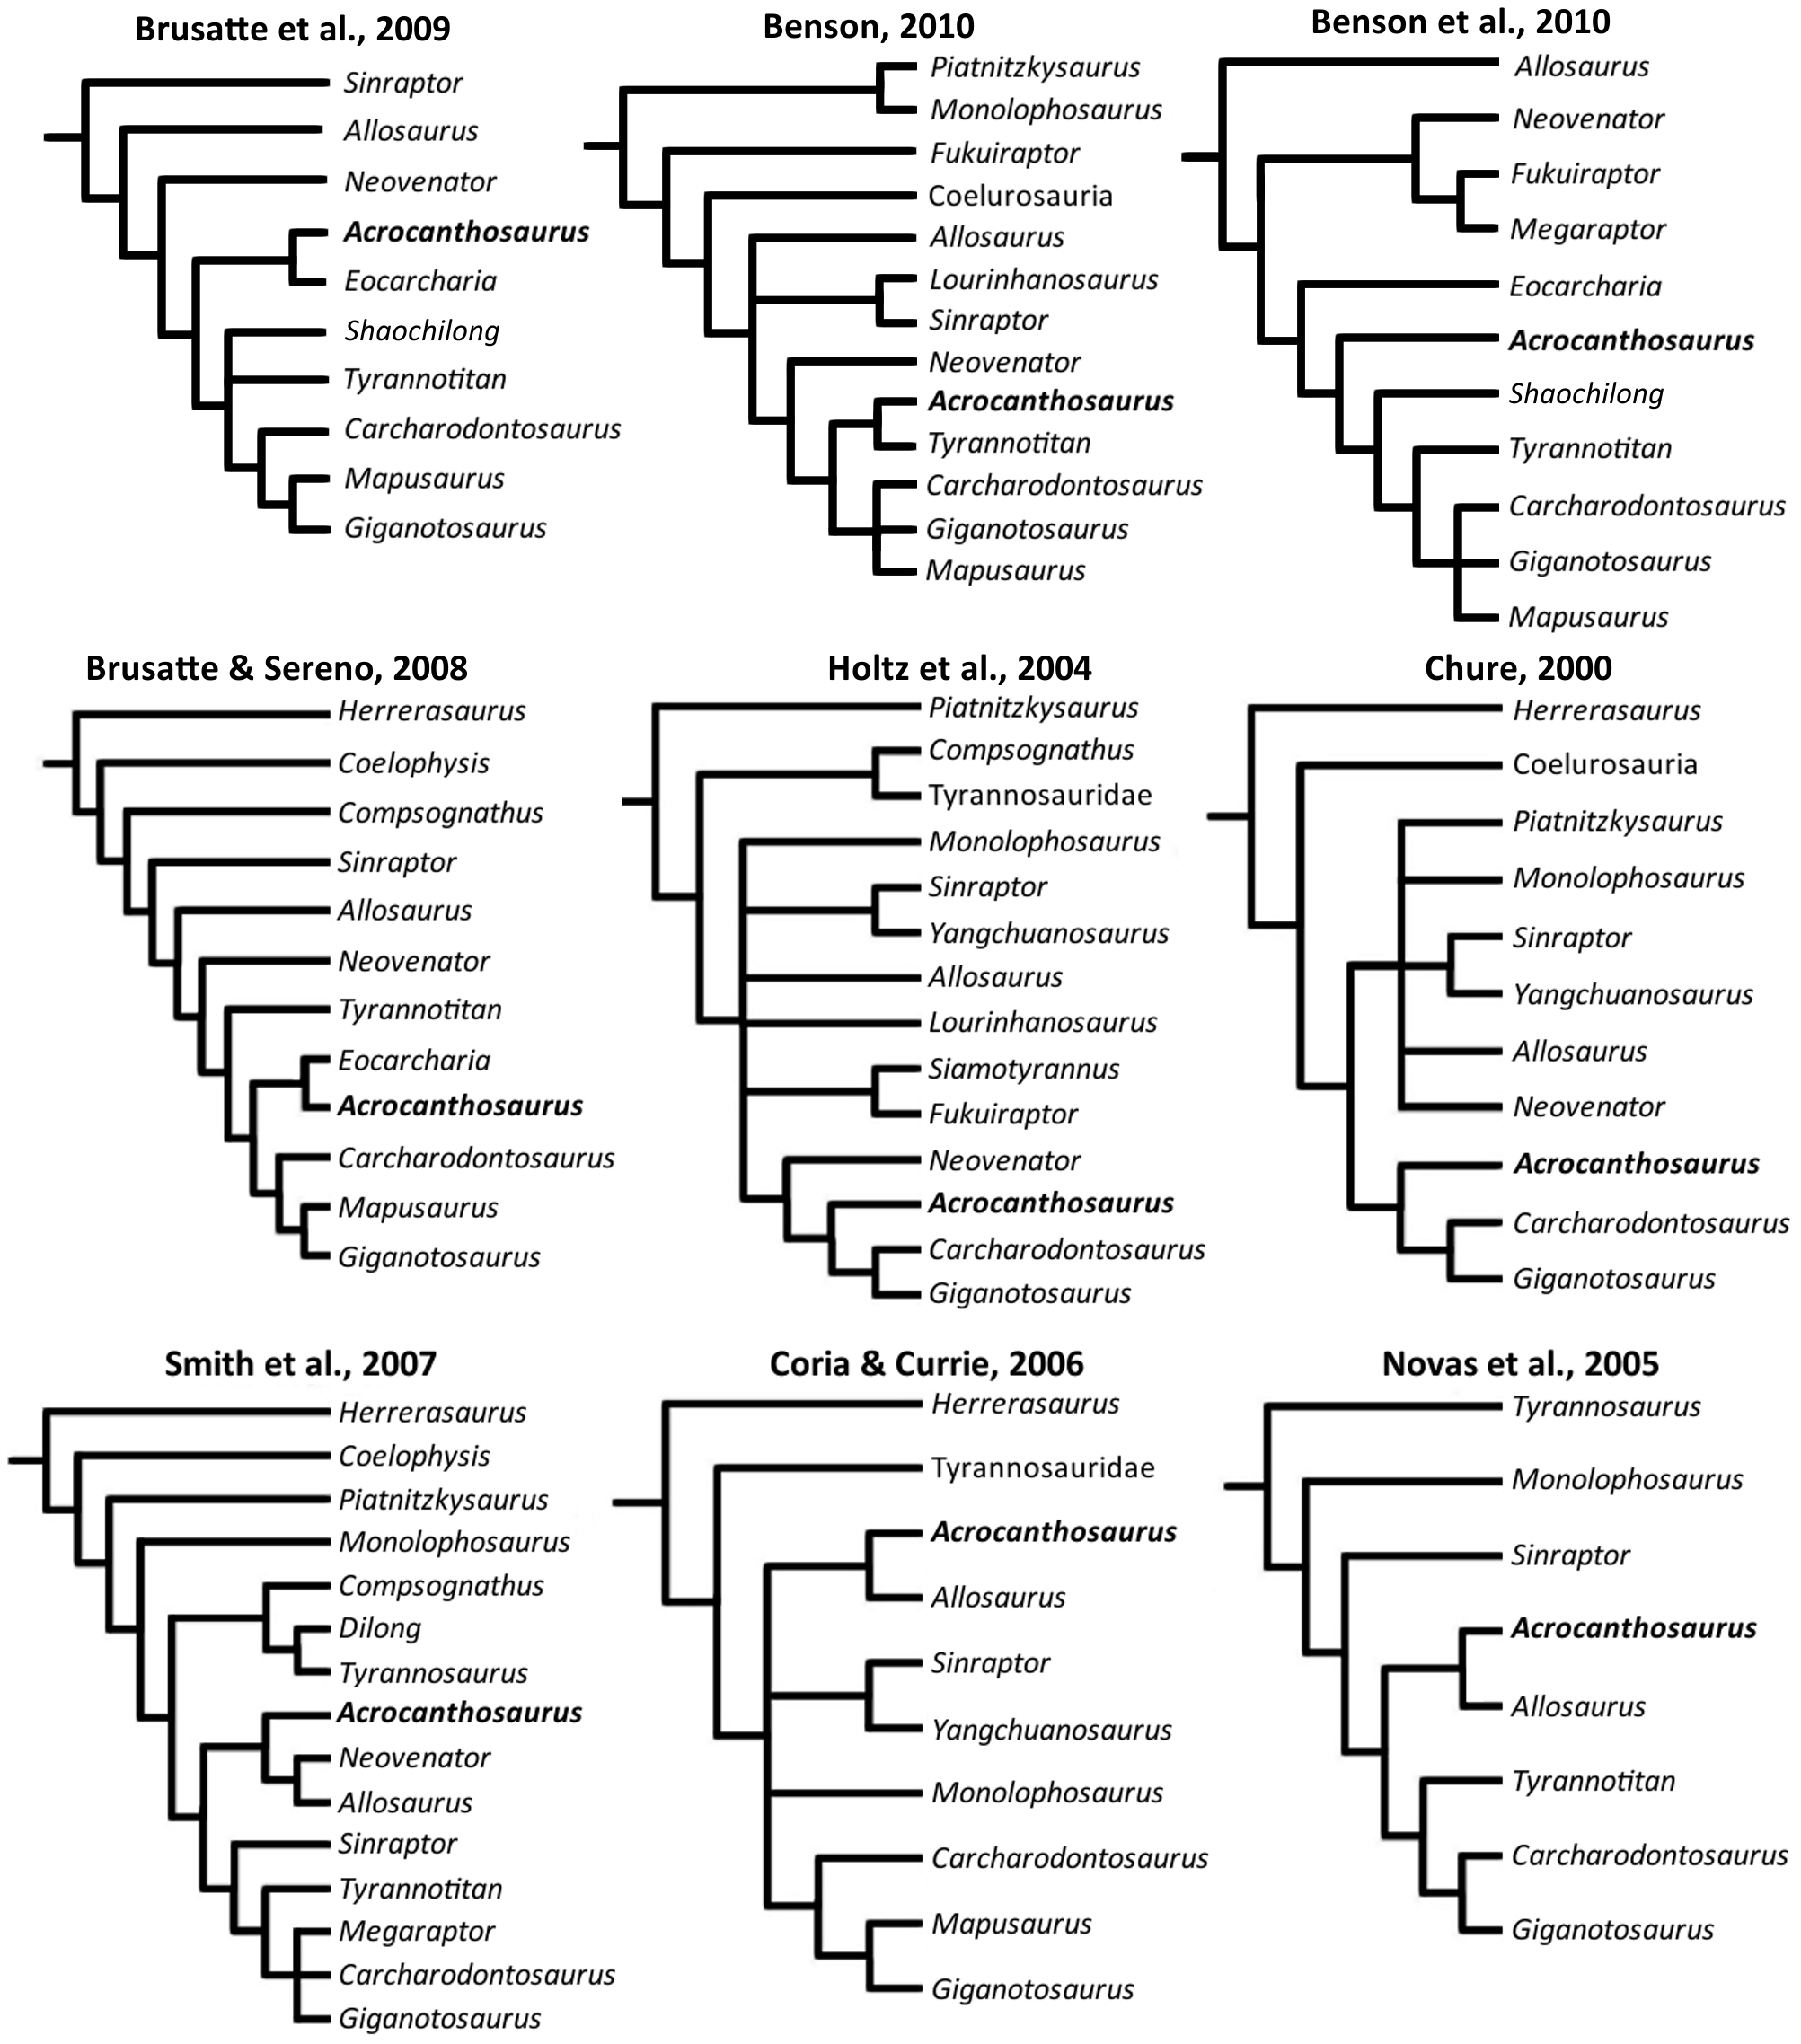 Brusatte et al., 2009
Sinraptor
Allosaurus
Neovenator
Acrocanthosaurus
Eocarcharia
Shaochilong
Tyrannotitan
Carcharodontosaurus
Mapusaurus
Giganotosaurus
Benson, 2010
Piatnitzkysaurus
Monolophosaurus
Fukuiraptor
Coelurosauria
Allosaurus
Lourinhanosaurus
Sinraptor
Neovenator
Acrocanthosaurus
Tyrannotitan
Carcharodontosaurus
Giganotosaurus
Mapusaurus
Benson et al., 2010
Allosaurus
Neovenator
Fukuiraptor
Megaraptor
Eocarcharia
Acrocanthosaurus
Shaochilong
Tyrannotitan
Carcharodontosaurus
Giganotosaurus
Mapusaurus
Brusatte & Sereno, 2008
Herrerasaurus
Coelophysis
Compsognathus
Sinraptor
Allosaurus
Neovenator
Tyrannotitan
Eocarcharia
Acrocanthosaurus
Carcharodontosaurus
Mapusaurus
Giganotosaurus
Holtz et al., 2004
Piatnitzkysaurus
Compsognathus
Tyrannosauridae
Monolophosaurus
Sinraptor
Yangchuanosaurus
Allosaurus
Lourinhanosaurus
Siamotyrannus
Fukuiraptor
Neovenator
Acrocanthosaurus
Carcharodontosaurus
Giganotosaurus
Chure, 2000
Herrerasaurus
Coelurosauria
Piatnitzkysaurus
Monolophosaurus
Sinraptor
Yangchuanosaurus
Allosaurus
Neovenator
Acrocanthosaurus
Carcharodontosaurus
Giganotosaurus
Smith et al., 2007
Herrerasaurus
Coelophysis
Piatnitzkysaurus
Monolophosaurus
Compsognathus
Dilong
Tyrannosaurus
Acrocanthosaurus
Neovenator
Allosaurus
Sinraptor
Tyrannotitan
Megaraptor
Carcharodontosaurus
Giganotosaurus
Coria & Currie, 2006
Herrerasaurus
Tyrannosauridae
Acrocanthosaurus
Allosaurus
Sinraptor
Yangchuanosaurus
Monolophosaurus
Carcharodontosaurus
Mapusaurus
Giganotosaurus
Novas et al., 2005
Tyrannosaurus
Monolophosaurus
Sinraptor
Acrocanthosaurus
Allosaurus
Tyrannotitan
Carcharodontosaurus
Giganotosaurus